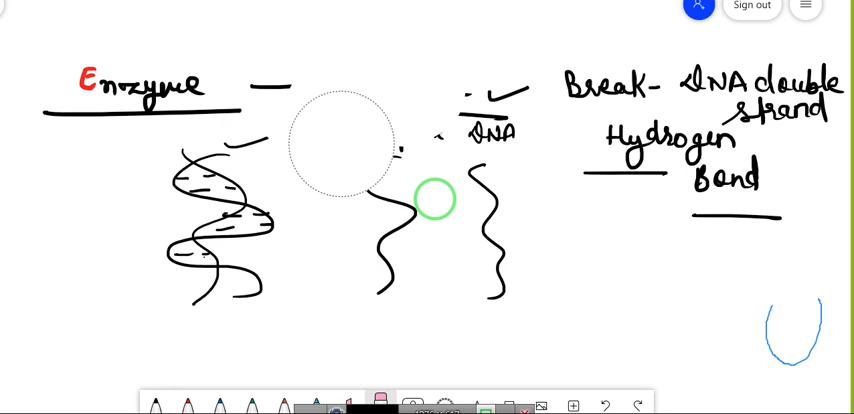 Sign out
Enzyme —
Break- DNA double
strand
DNA
Hydrogen
Bond